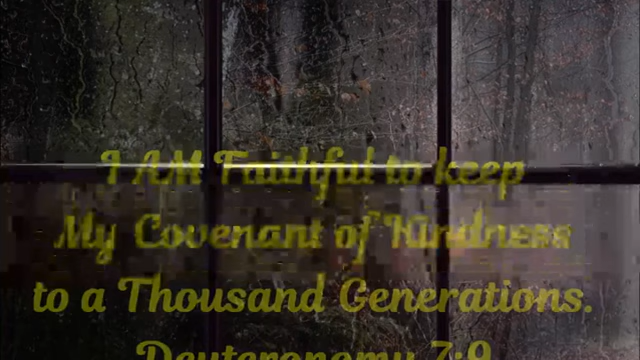 I AM Faithful to keep
My Covenant of Kindness
to a Thousand Generations.
Deuteronomy 7:9